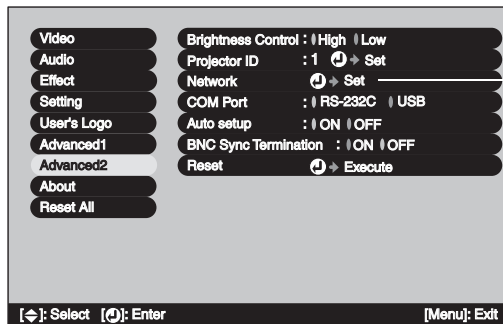 Video
Audio
Effect
Setting
User's Logo
Advanced1
Advanced2
About
Reset All
Brightness Control : High Low
Projector ID : 1 Set
Network Set
COM Port : RS-232C USB
Auto setup : ON OFF
BNC Sync Termination : ON OFF
Reset Execute
[ ]: Select [ ]: Enter [Menu]: Exit